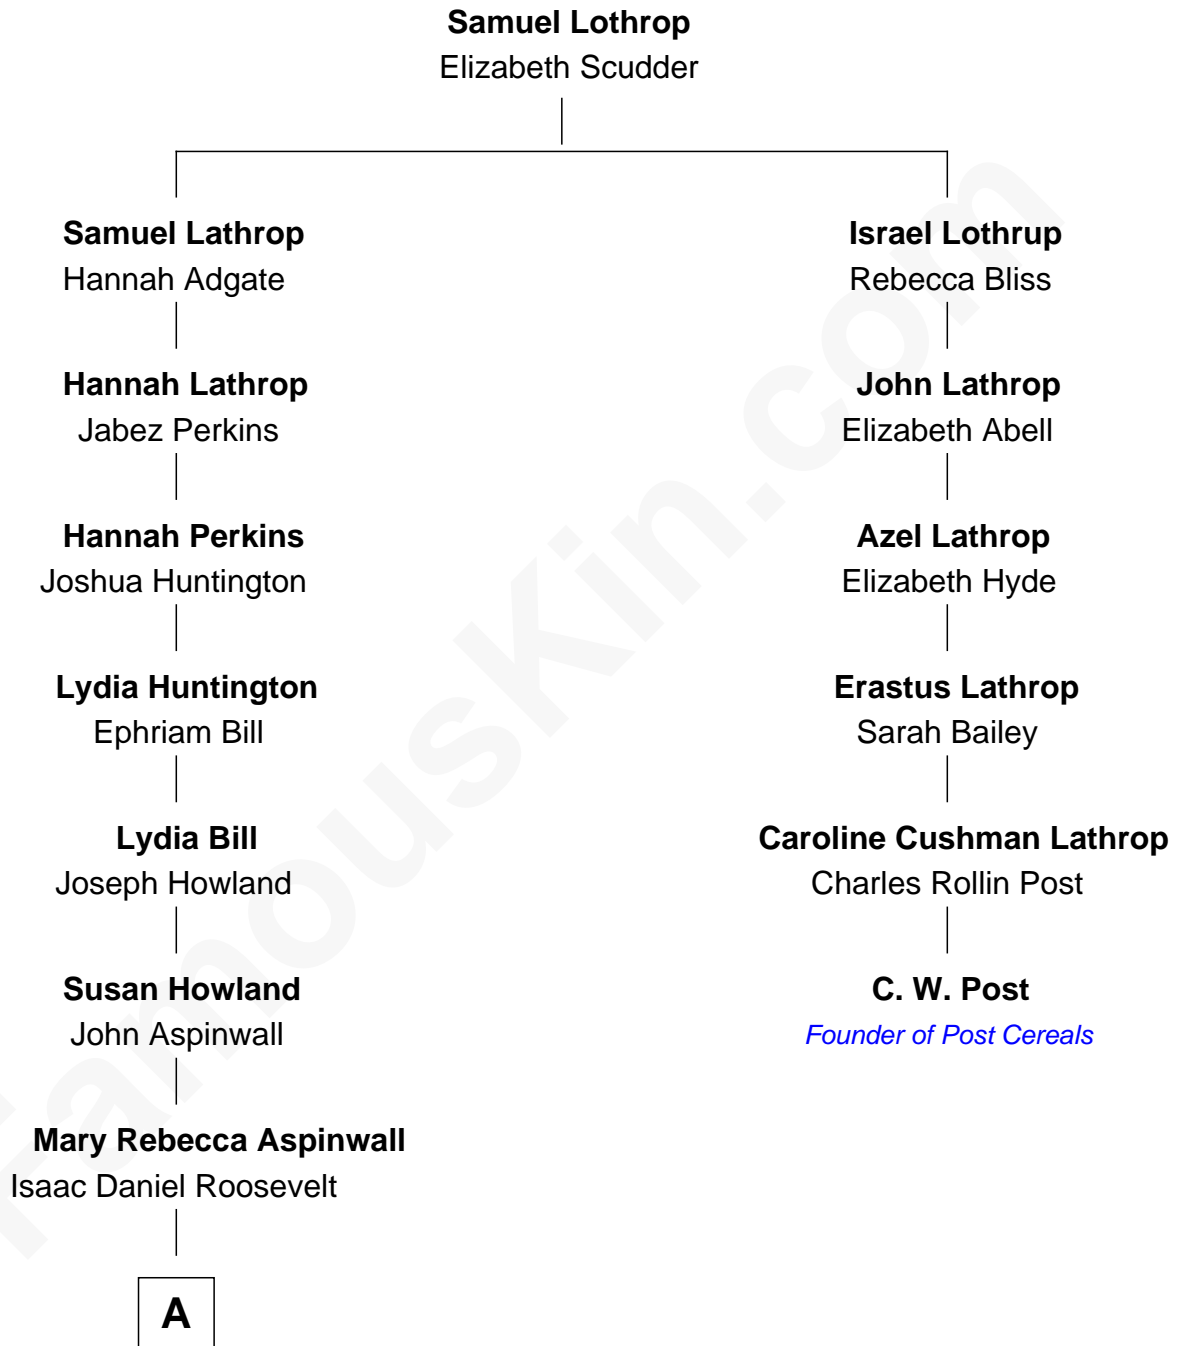 Samuel Lothrop
Elizabeth Scudder
Samuel Lathrop
Hannah Adgate
Israel Lothrup
Rebecca Bliss
Hannah Lathrop
Jabez Perkins
John Lathrop
Elizabeth Abell
Hannah Perkins
Joshua Huntington
Azel Lathrop
Elizabeth Hyde
Lydia Huntington
Ephriam Bill
Erastus Lathrop
Sarah Bailey
Lydia Bill
Joseph Howland
Caroline Cushman Lathrop
Charles Rollin Post
Susan Howland
John Aspinwall
C. W. Post
Founder of Post Cereals
Mary Rebecca Aspinwall
Isaac Daniel Roosevelt
A
FamousKin.com